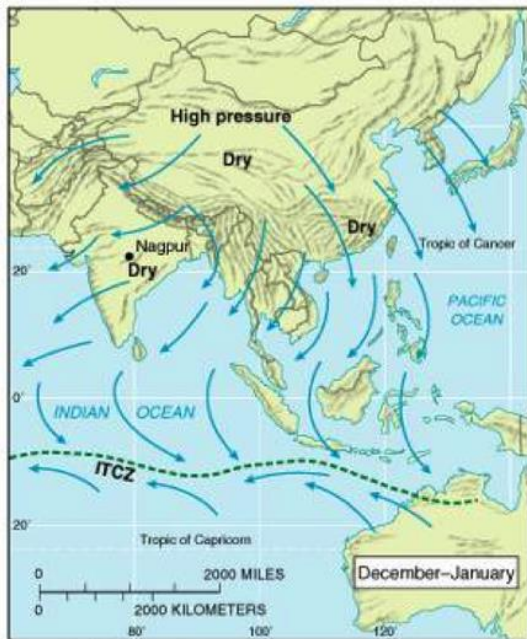 High pressure
Dry
Dry
Nagpur
Dry
Tropic of Cancer
20°
PACIFIC
OCEAN
0°
INDIAN OCEAN
ITCZ
20°
Tropic of Capricorn
0 2000 MILES
0 2000 KILOMETERS
December–January
80° 100° 120°